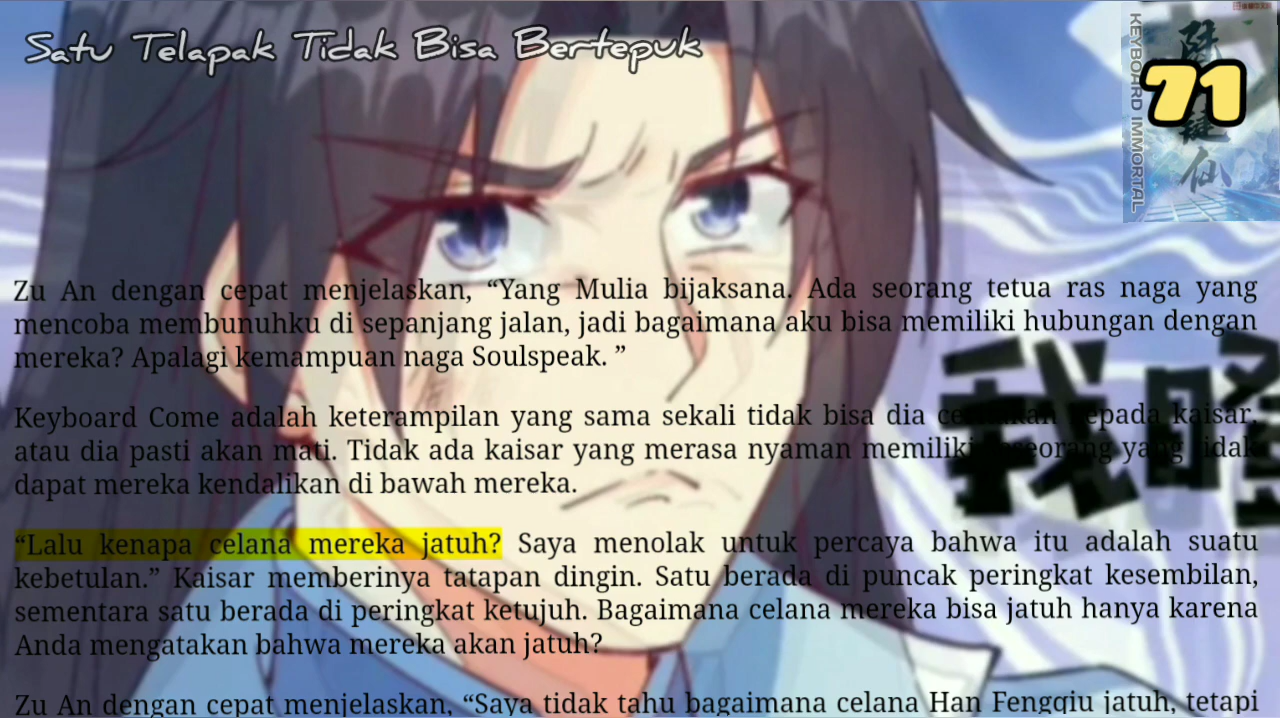 Satu Telapak Tidak Bisa Bertepuk
71
KEYBOARD IMMORTAL
键仙
Zu An dengan cepat menjelaskan, “Yang Mulia bijaksana. Ada seorang tetua ras naga yang
mencoba membunuhku di sepanjang jalan, jadi bagaimana aku bisa memiliki hubungan dengan
mereka? Apalagi kemampuan naga Soulspeak. ”
Keyboard Come adalah keterampilan yang sama sekali tidak bisa dia kepada kaisar,
atau dia pasti akan mati. Tidak ada kaisar yang merasa nyaman memiliki seseorang yang tidak
dapat mereka kendalikan di bawah mereka.
我
“Lalu kenapa celana mereka jatuh? Saya menolak untuk percaya bahwa itu adalah suatu
kebetulan.” Kaisar memberinya tatapan dingin. Satu berada di puncak peringkat kesembilan,
sementara satu berada di peringkat ketujuh. Bagaimana celana mereka bisa jatuh hanya karena
Anda mengatakan bahwa mereka akan jatuh?
Zu An dengan cepat menjelaskan, “Saya tidak tahu bagaimana celana Han Fengqiu jatuh, tetapi